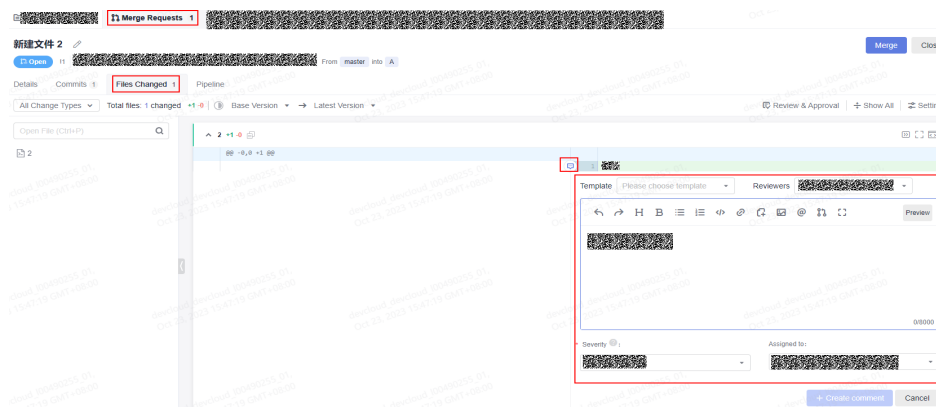 Merge Requests 1
新建文件 2
Merge Clos
Open !1 From master into A
Details Commits 1 Files Changed 1 Pipeline
All Change Types Total files: 1 changed +1 -0 Base Version → Latest Version Review & Approval Show All Settin
Open File (Ctrl+P)
2 +1 -0
2
@@ -0,0 +1 @@
1
Template Please choose template Reviewers
H B @ Preview
0/8000
* Severity : Assigned to:
+ Create comment Cancel